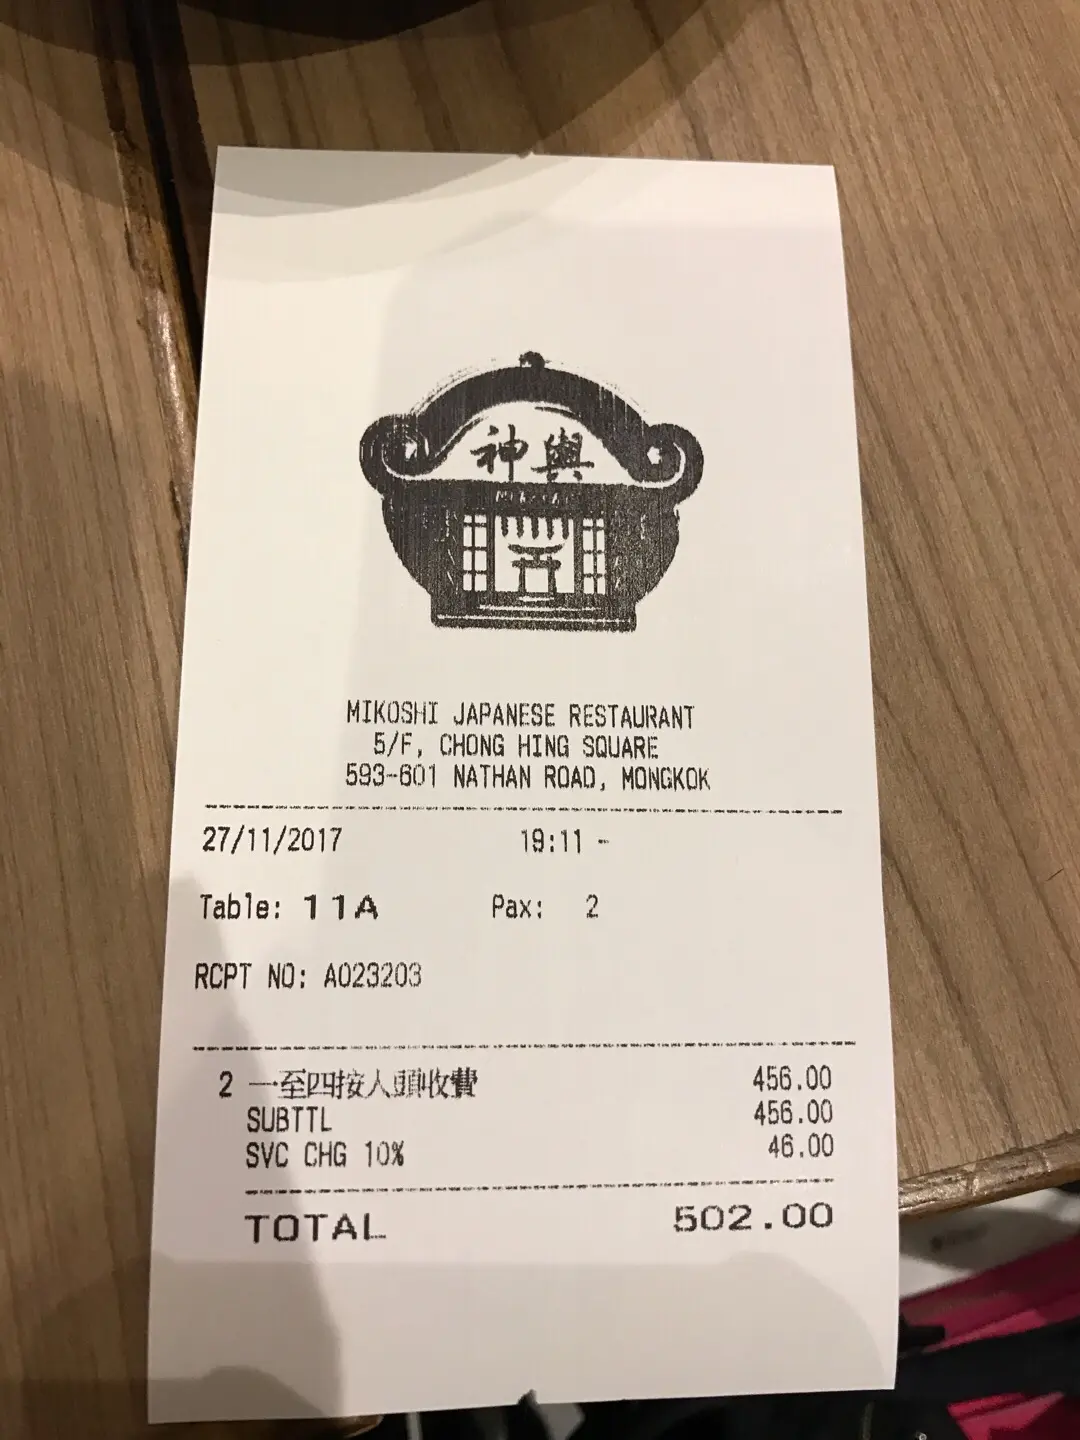 神輿
MIKOSHI JAPANESE RESTAURANT
5/F, CHONG HING SQUARE
593-601 NATHAN ROAD, MONGKOK
27/11/2017 19:11 -
Table: 11A Pax: 2
RCPT NO: A023203
2 一至四按人頭收費 456.00
SUBTTL 456.00
SVC CHG 10% 46.00
TOTAL 502.00